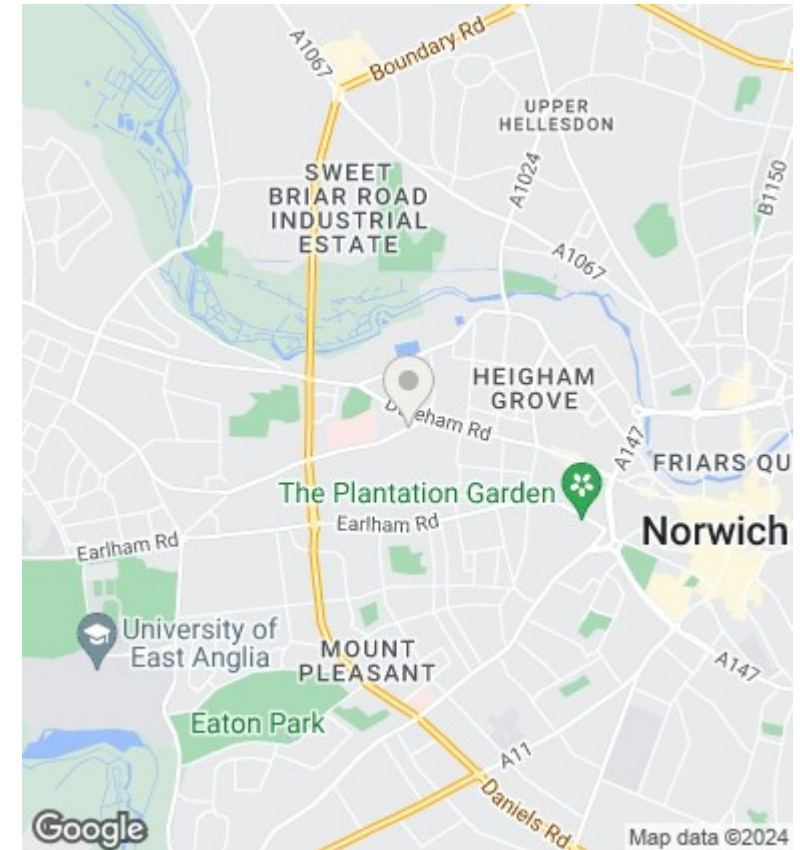 A1067
Boundary Rd
UPPER
HELLESDON
SWEET
BRIAR ROAD
INDUSTRIAL
ESTATE
A1024
B1150
A1067
HEIGHAM
GROVE
Dereham Rd
A147
FRIARS QU
The Plantation Garden
Earlham Rd
Norwich
Earlham Rd
University of
East Anglia
MOUNT
PLEASANT
A147
Eaton Park
A11
Daniels Rd
Google
Map data ©2024